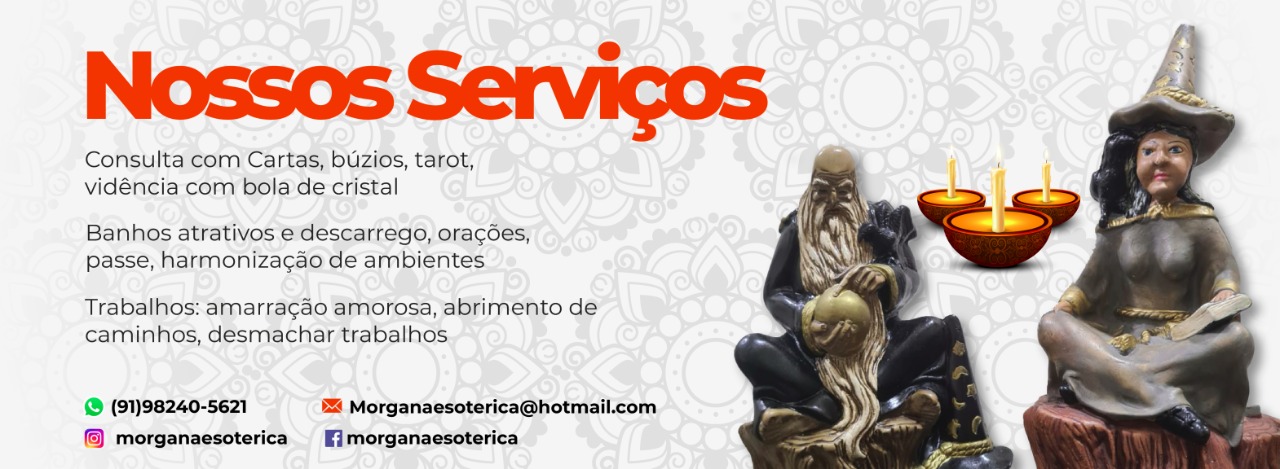 Nossos Serviços
Consulta com Cartas, búzios, tarot,
vidência com bola de cristal
Banhos atrativos e descarrego, orações,
passe, harmonização de ambientes
Trabalhos: amarração amorosa, abrimento de
caminhos, desmachar trabalhos
(91)98240-5621
Morganaesoterica@hotmail.com
morganaesoterica
morganaesoterica